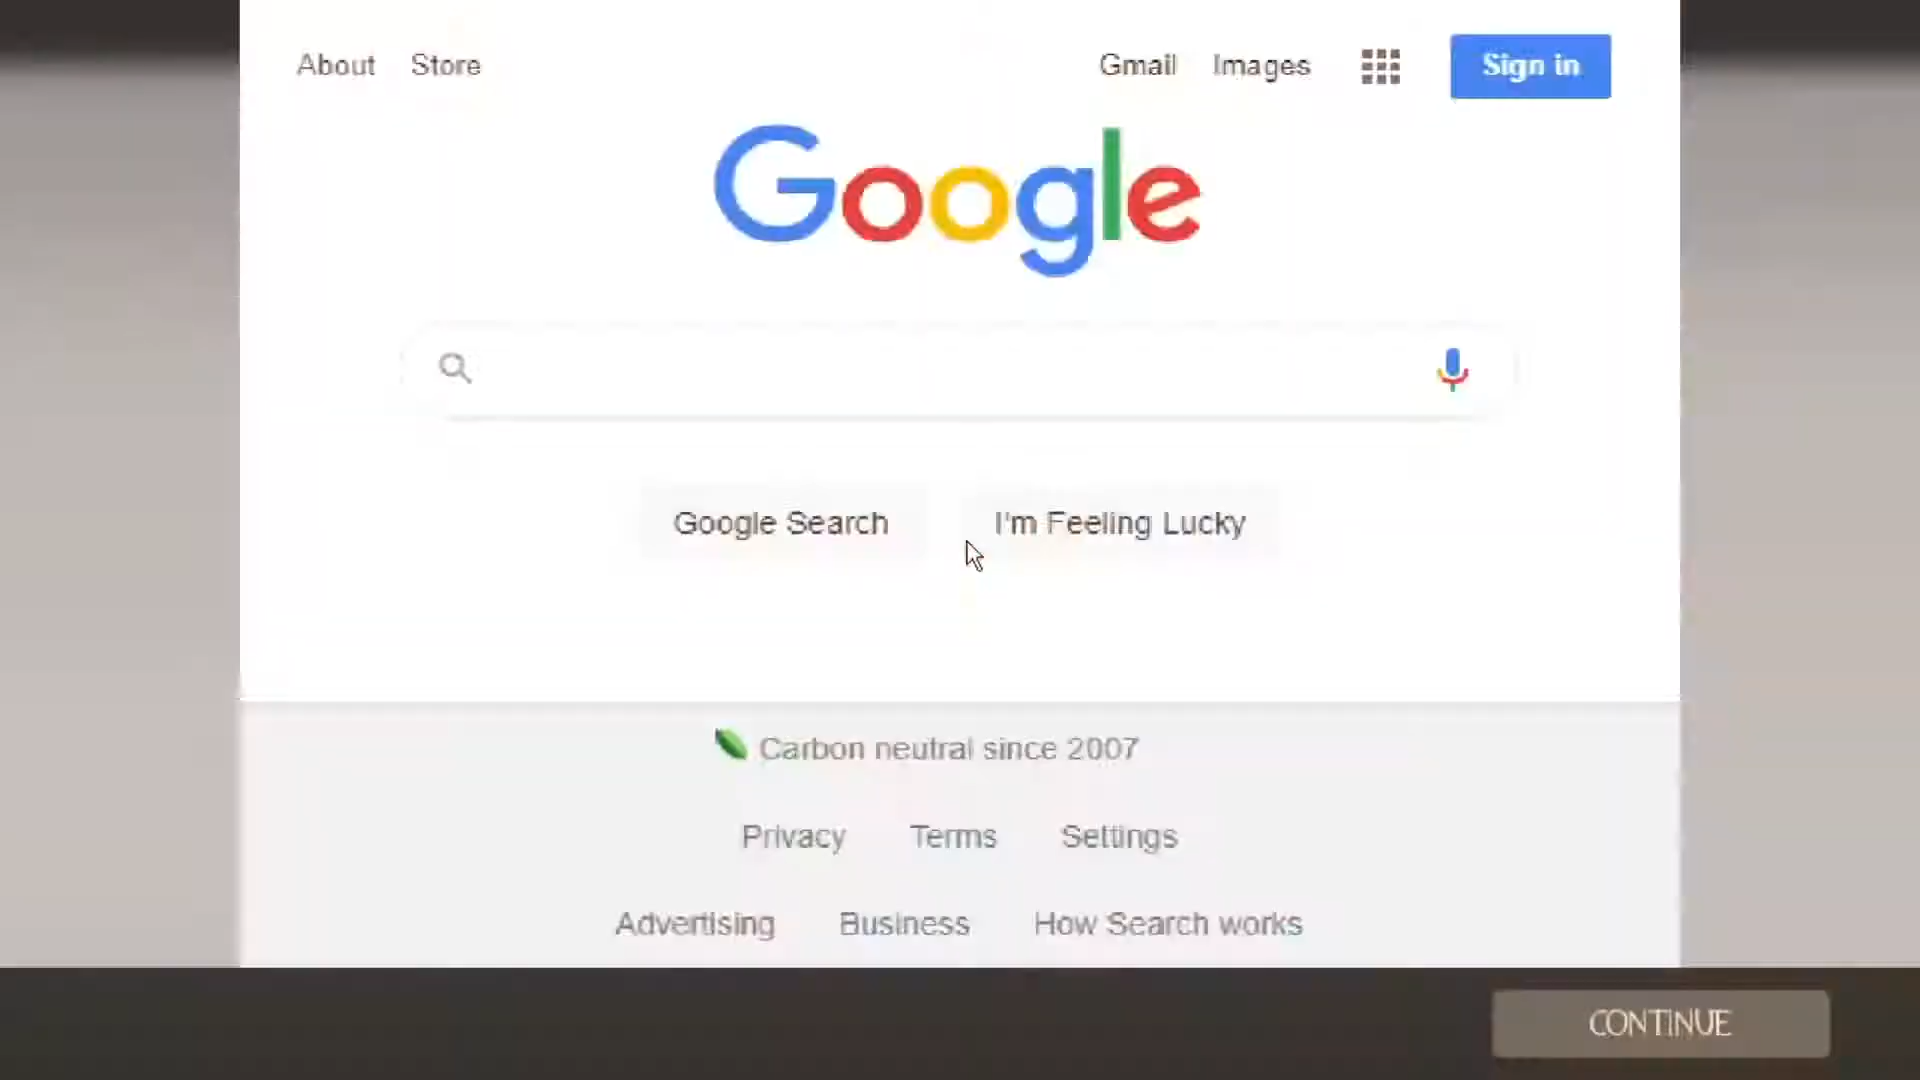 About Store Gmail Images Sign in
Google
Google Search I'm Feeling Lucky
Carbon neutral since 2007
Privacy Terms Settings
Advertising Business How Search works
CONTINUE